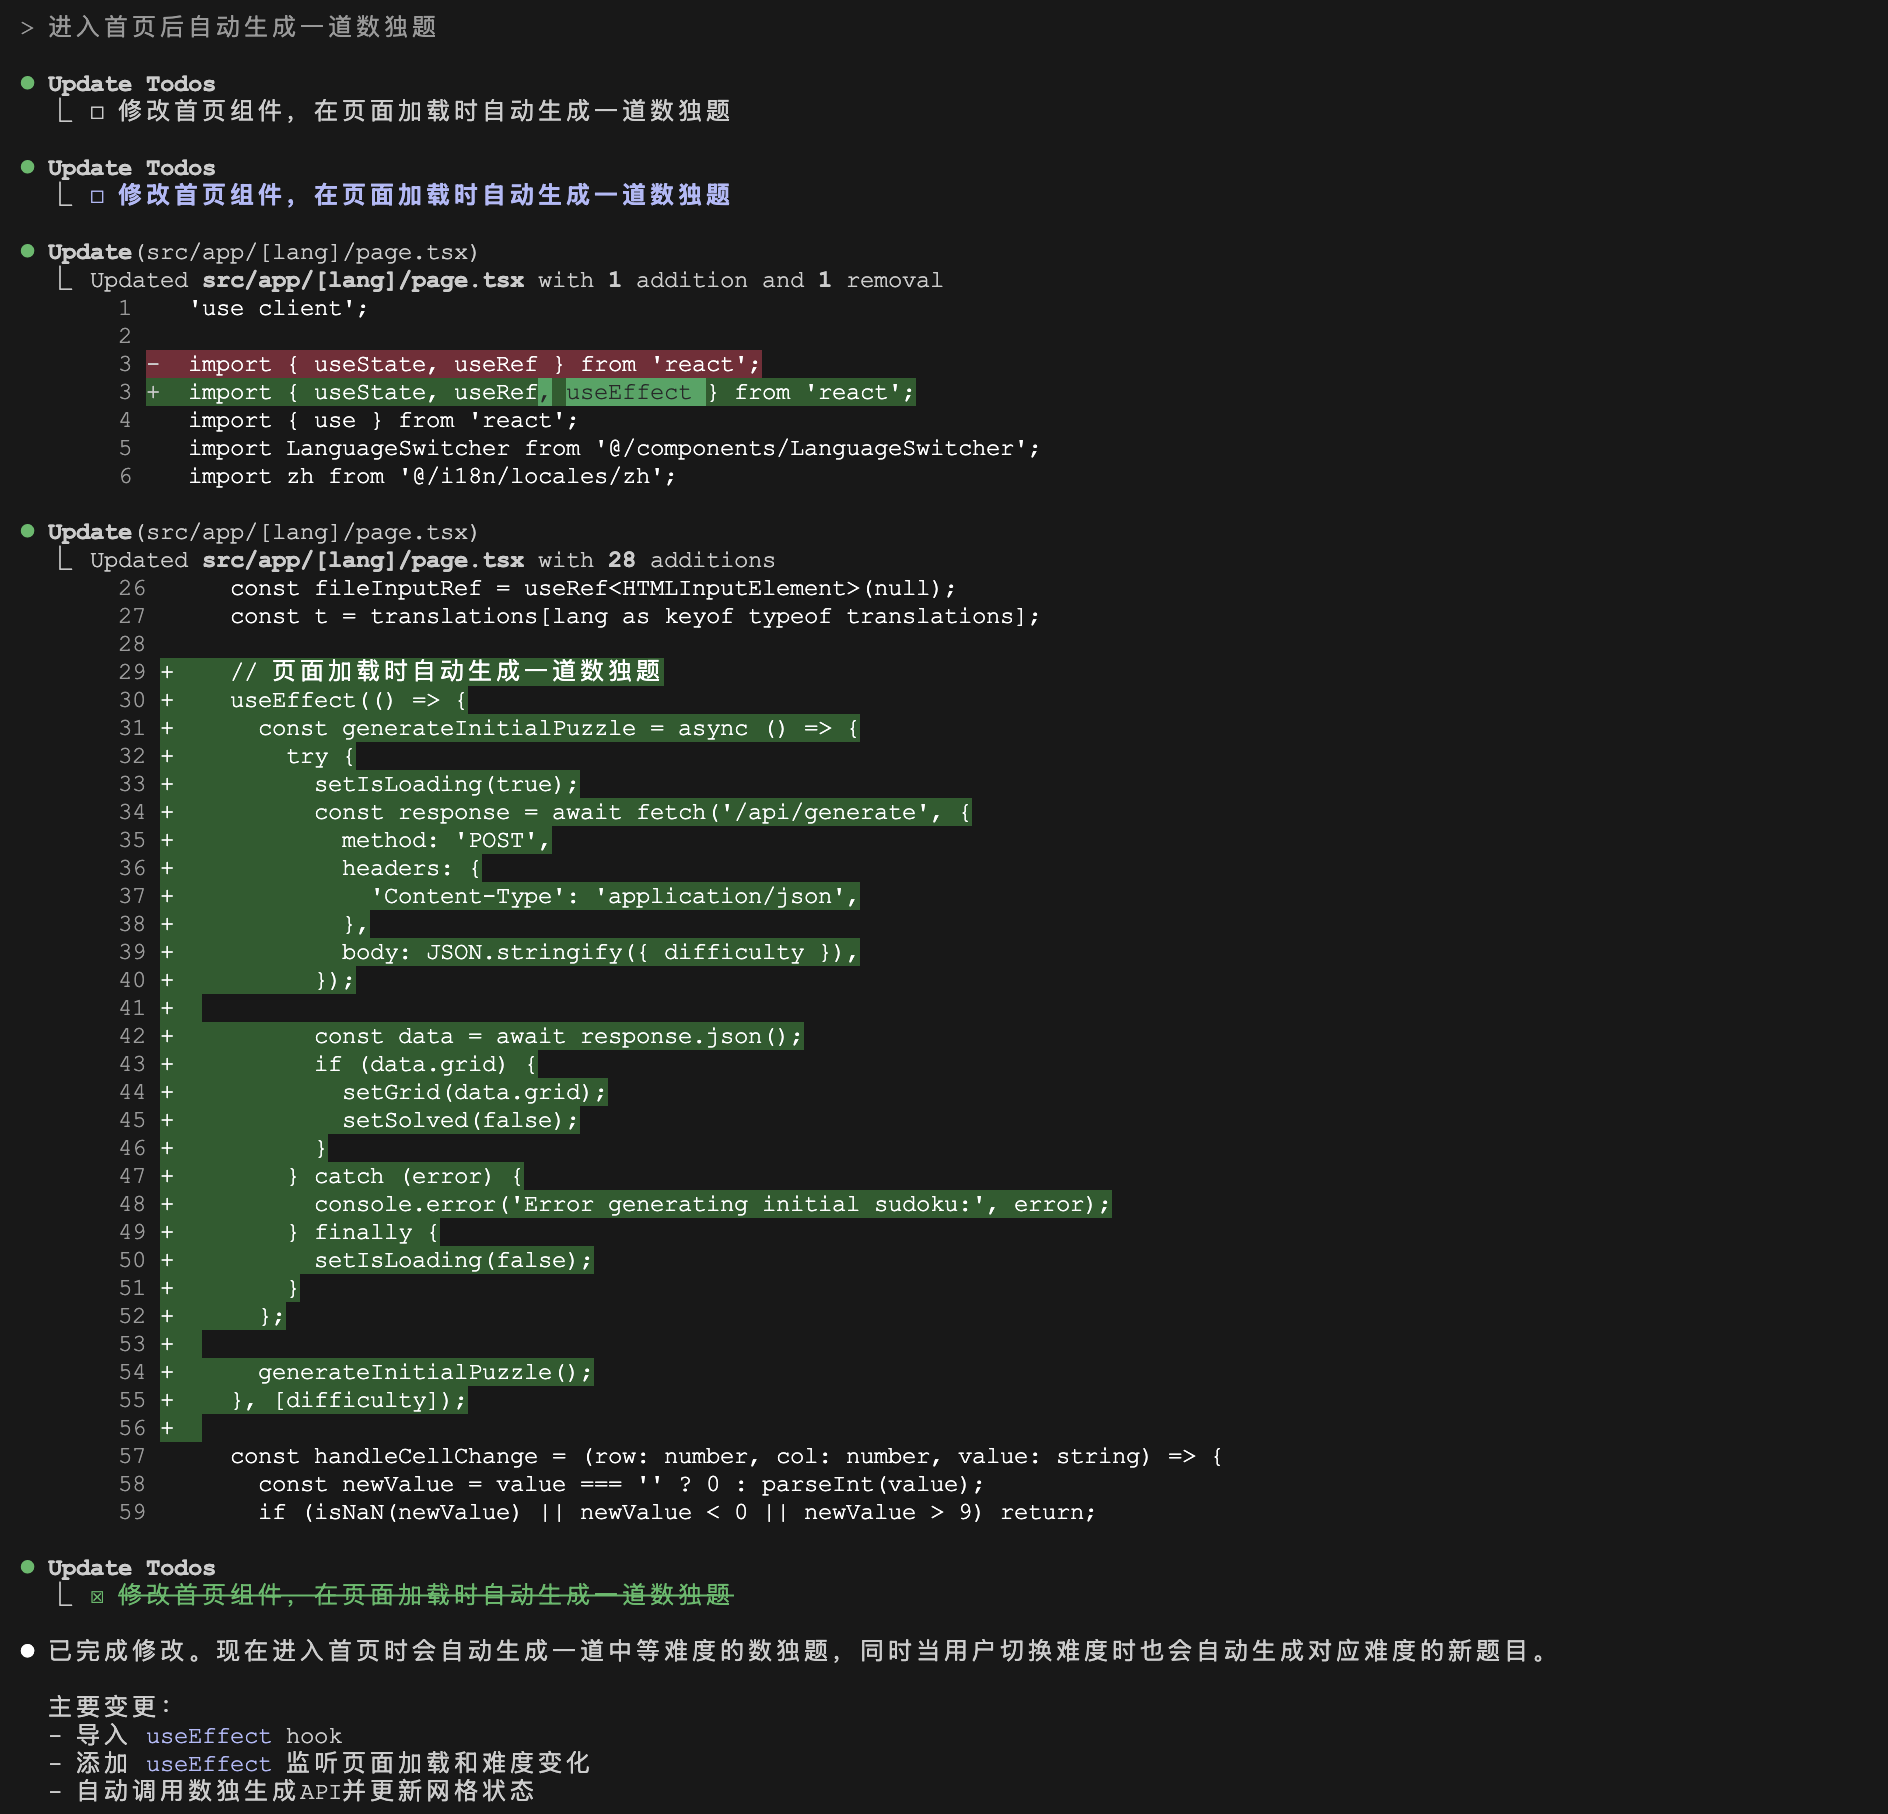 > 进入首页后自动生成一道数独题
● Update Todos
⎿ ☐ 修改首页组件，在页面加载时自动生成一道数独题
● Update Todos
⎿ ☐ 修改首页组件，在页面加载时自动生成一道数独题
● Update(src/app/[lang]/page.tsx)
⎿ Updated src/app/[lang]/page.tsx with 1 addition and 1 removal
1    'use client';
2
3 -  import { useState, useRef } from 'react';
3 +  import { useState, useRef, useEffect } from 'react';
4    import { use } from 'react';
5    import LanguageSwitcher from '@/components/LanguageSwitcher';
6    import zh from '@/i18n/locales/zh';
● Update(src/app/[lang]/page.tsx)
⎿ Updated src/app/[lang]/page.tsx with 28 additions
26      const fileInputRef = useRef<HTMLInputElement>(null);
27      const t = translations[lang as keyof typeof translations];
28
29 +    // 页面加载时自动生成一道数独题
30 +    useEffect(() => {
31 +      const generateInitialPuzzle = async () => {
32 +        try {
33 +          setIsLoading(true);
34 +          const response = await fetch('/api/generate', {
35 +            method: 'POST',
36 +            headers: {
37 +              'Content-Type': 'application/json',
38 +            },
39 +            body: JSON.stringify({ difficulty }),
40 +          });
41 +
42 +          const data = await response.json();
43 +          if (data.grid) {
44 +            setGrid(data.grid);
45 +            setSolved(false);
46 +          }
47 +        } catch (error) {
48 +          console.error('Error generating initial sudoku:', error);
49 +        } finally {
50 +          setIsLoading(false);
51 +        }
52 +      };
53 +
54 +      generateInitialPuzzle();
55 +    }, [difficulty]);
56 +
57      const handleCellChange = (row: number, col: number, value: string) => {
58        const newValue = value === '' ? 0 : parseInt(value);
59        if (isNaN(newValue) || newValue < 0 || newValue > 9) return;
● Update Todos
⎿ ☒ 修改首页组件，在页面加载时自动生成一道数独题
● 已完成修改。现在进入首页时会自动生成一道中等难度的数独题，同时当用户切换难度时也会自动生成对应难度的新题目。
主要变更：
- 导入 useEffect hook
- 添加 useEffect 监听页面加载和难度变化
- 自动调用数独生成API并更新网格状态